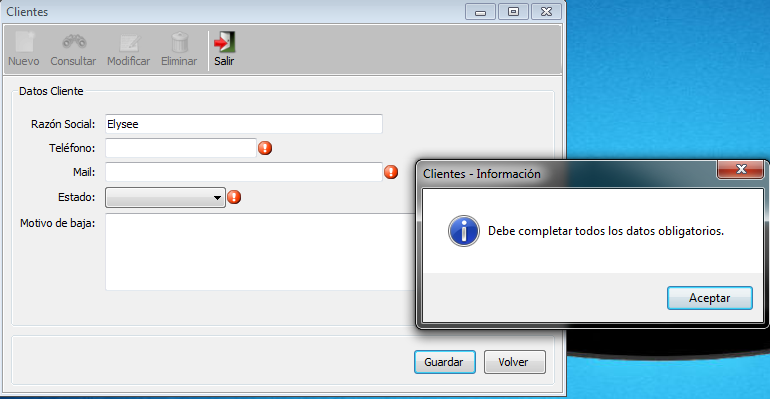 Clientes
Nuevo Consultar Modificar Eliminar Salir
Datos Cliente
Razón Social: Elysee
Teléfono:
Mail:
Estado:
Motivo de baja:
Guardar Volver
Clientes - Información
Debe completar todos los datos obligatorios.
Aceptar